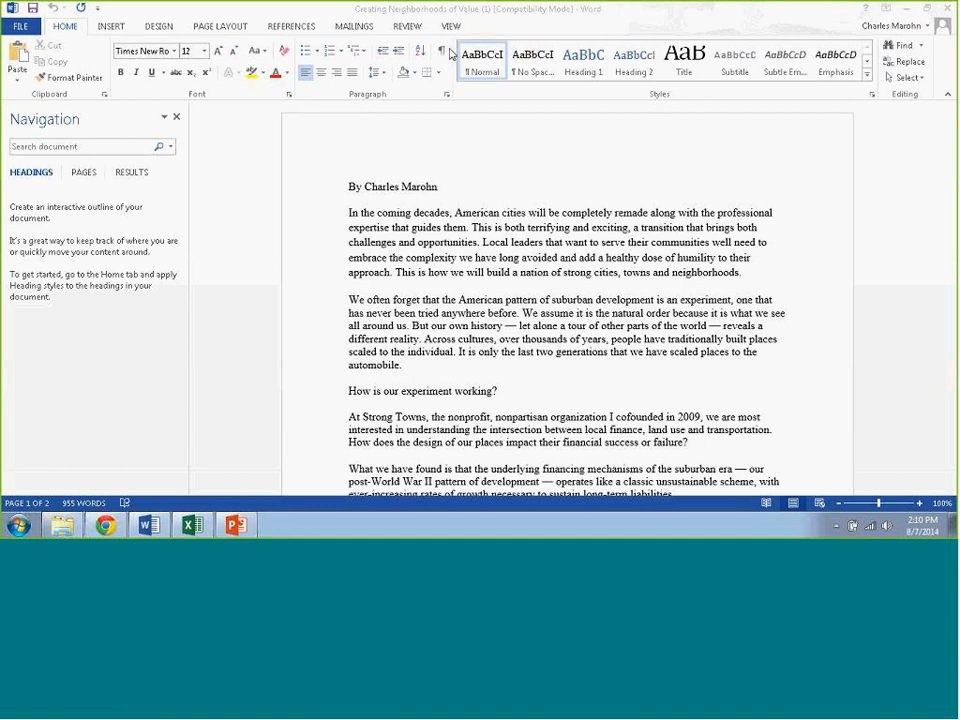 Creating Neighborhoods of Value (1) [Compatibility Mode] - Word
FILE HOME INSERT DESIGN PAGE LAYOUT REFERENCES MAILINGS REVIEW VIEW Charles Marohn
Cut
Copy
Format Painter
Paste
Clipboard
Times New Ro 12
Font
Paragraph
AaBbCcI AaBbCcI AaBbC AaBbCcI AaB AaBbCcC AaBbCcD AaBbCcD
¶ Normal ¶ No Spac... Heading 1 Heading 2 Title Subtitle Subtle Em... Emphasis
Styles
Find
Replace
Select
Editing
Navigation
Search document
HEADINGS PAGES RESULTS
Create an interactive outline of your
document.
It's a great way to keep track of where you are
or quickly move your content around.
To get started, go to the Home tab and apply
Heading styles to the headings in your
document.
By Charles Marohn
In the coming decades, American cities will be completely remade along with the professional
expertise that guides them. This is both terrifying and exciting, a transition that brings both
challenges and opportunities. Local leaders that want to serve their communities well need to
embrace the complexity we have long avoided and add a healthy dose of humility to their
approach. This is how we will build a nation of strong cities, towns and neighborhoods.
We often forget that the American pattern of suburban development is an experiment, one that
has never been tried anywhere before. We assume it is the natural order because it is what we see
all around us. But our own history — let alone a tour of other parts of the world — reveals a
different reality. Across cultures, over thousands of years, people have traditionally built places
scaled to the individual. It is only the last two generations that we have scaled places to the
automobile.
How is our experiment working?
At Strong Towns, the nonprofit, nonpartisan organization I cofounded in 2009, we are most
interested in understanding the intersection between local finance, land use and transportation.
How does the design of our places impact their financial success or failure?
What we have found is that the underlying financing mechanisms of the suburban era — our
post-World War II pattern of development — operates like a classic unsustainable scheme, with
ever-increasing rates of growth necessary to sustain long-term liabilities.
PAGE 1 OF 2 955 WORDS 100%
2:10 PM
8/7/2014